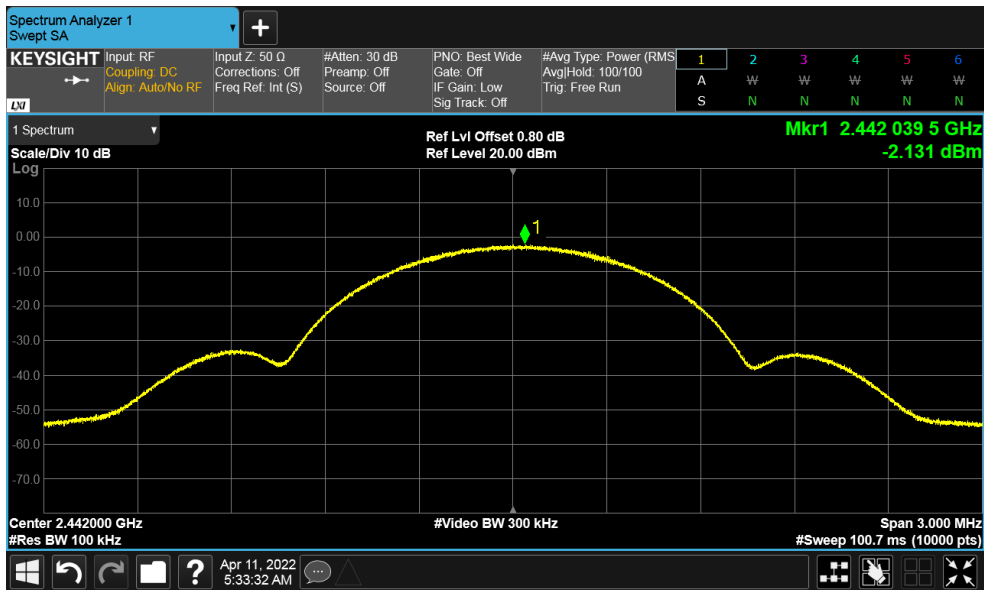 Spectrum Analyzer 1
Swept SA
+
KEYSIGHT
LXI
Input: RF
Coupling: DC
Align: Auto/No RF
Input Z: 50 Ω
Corrections: Off
Freq Ref: Int (S)
#Atten: 30 dB
Preamp: Off
Source: Off
PNO: Best Wide
Gate: Off
IF Gain: Low
Sig Track: Off
#Avg Type: Power (RMS
Avg|Hold: 100/100
Trig: Free Run
1 2 3 4 5 6
A W W W W W
S N N N N N
1 Spectrum
Scale/Div 10 dB
Ref Lvl Offset 0.80 dB
Ref Level 20.00 dBm
Mkr1 2.442 039 5 GHz
-2.131 dBm
Log
10.0
0.00
-10.0
-20.0
-30.0
-40.0
-50.0
-60.0
-70.0
1
Center 2.442000 GHz
#Res BW 100 kHz
#Video BW 300 kHz
Span 3.000 MHz
#Sweep 100.7 ms (10000 pts)
?
Apr 11, 2022
5:33:32 AM